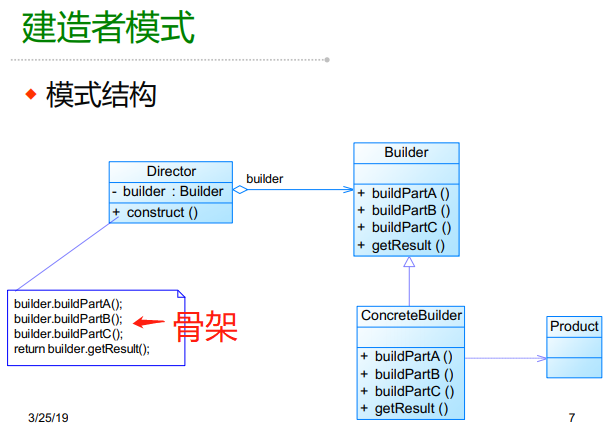 建造者模式
模式结构
Director
- builder : Builder
+ construct ()
builder
Builder
+ buildPartA ()
+ buildPartB ()
+ buildPartC ()
+ getResult ()
builder.buildPartA();
builder.buildPartB();
builder.buildPartC();
return builder.getResult();
骨架
ConcreteBuilder
+ buildPartA ()
+ buildPartB ()
+ buildPartC ()
+ getResult ()
Product
3/25/19
7